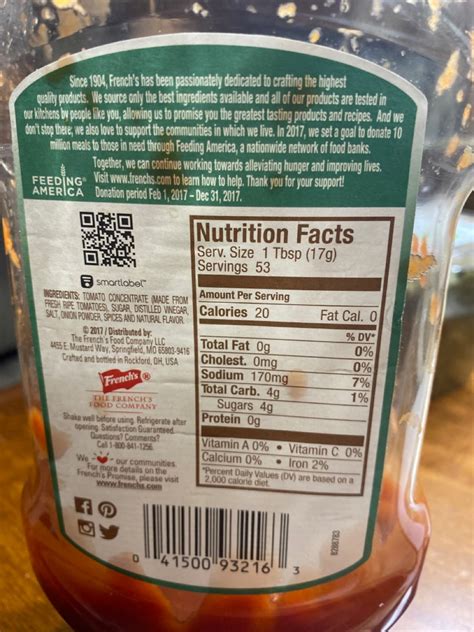 Since 1904, French's has been passionately dedicated to crafting the highest
quality products. We source only the best ingredients available and all of our products are tested in
our kitchens by people like you, allowing us to promise you the greatest tasting products and recipes. And we
don't stop there; we also love to support the communities in which we live. In 2017, we set a goal to donate 10
million meals to those in need through Feeding America, a nationwide network of food banks.
Together, we can continue working towards alleviating hunger and improving lives.
Visit www.frenchs.com to learn how to help. Thank you for your support!
Donation period Feb 1, 2017 - Dec 31, 2017.
FEEDING®
AMERICA
smartlabel™
INGREDIENTS: TOMATO CONCENTRATE (MADE FROM
FRESH RIPE TOMATOES), SUGAR, DISTILLED VINEGAR,
SALT, ONION POWDER, SPICES AND NATURAL FLAVOR.
© 2017 / Distributed by:
The French's Food Company LLC
4455 E. Mustard Way, Springfield, MO 65803-9416
Crafted and bottled in Rockford, OH, USA
French's®
THE FRENCH'S
FOOD COMPANY
Shake well before using. Refrigerate after
opening. Satisfaction Guaranteed.
Questions? Comments?
Call 1-800-841-1256.
We our communities.
For more details on the
French's Promise, please visit
www.frenchs.com
Nutrition Facts
Serv. Size 1 Tbsp (17g)
Servings 53
Amount Per Serving
Calories 20 Fat Cal. 0
% DV*
Total Fat 0g 0%
Cholest. 0mg 0%
Sodium 170mg 7%
Total Carb. 4g 1%
Sugars 4g
Protein 0g
Vitamin A 0% • Vitamin C 0%
Calcium 0% • Iron 2%
*Percent Daily Values (DV) are based on a
2,000 calorie diet.
0 41500 93216 3